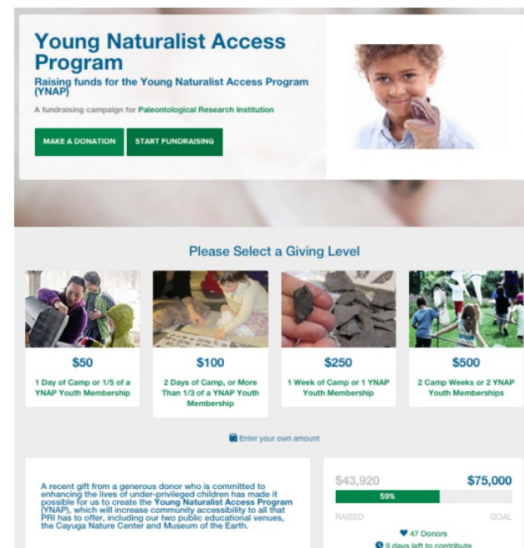 Young Naturalist Access
Program
Raising funds for the Young Naturalist Access Program
(YNAP)
A fundraising campaign for Paleontological Research Institution
MAKE A DONATION
START FUNDRAISING
Please Select a Giving Level
$50
1 Day of Camp or 1/5 of a
YNAP Youth Membership
$100
2 Days of Camp, or More
Than 1/3 of a YNAP Youth
Membership
$250
1 Week of Camp or 1 YNAP
Youth Membership
$500
2 Camp Weeks or 2 YNAP
Youth Memberships
Enter your own amount
A recent gift from a generous donor who is committed to
enhancing the lives of under-privileged children has made it
possible for us to create the Young Naturalist Access Program
(YNAP), which will increase community accessibility to all that
PRI has to offer, including our two public educational venues,
the Cayuga Nature Center and Museum of the Earth.
$43,920
$75,000
59%
RAISED
GOAL
47 Donors
9 days left to contribute